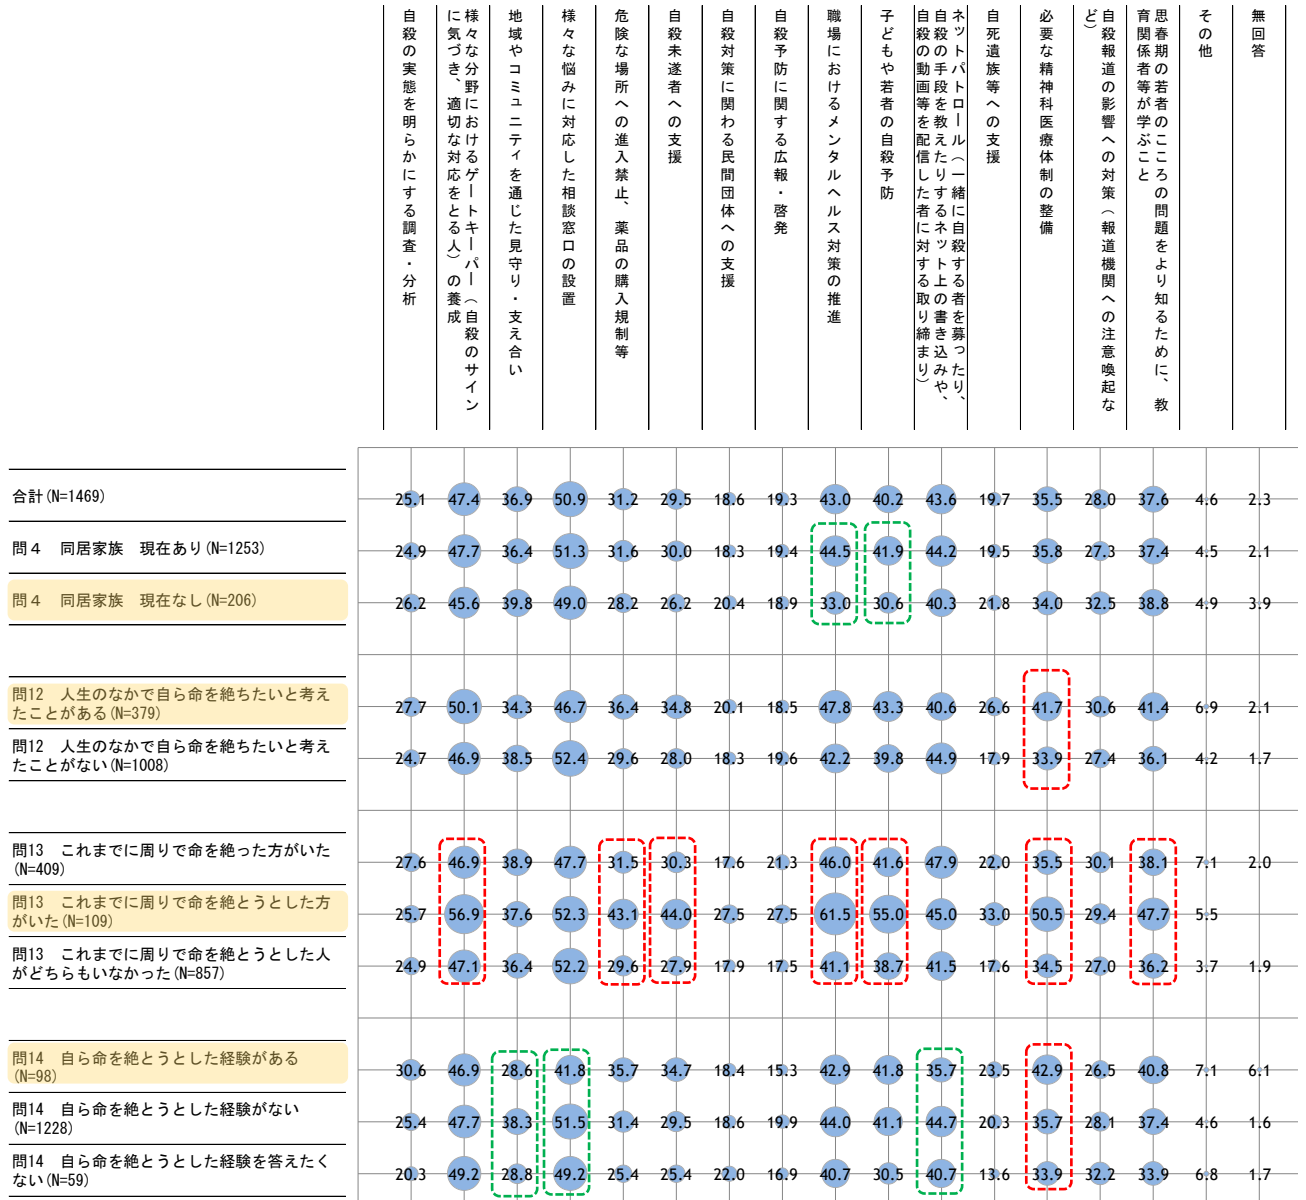 自殺の実態を明らかにする調査・分析
様々な分野におけるゲートキーパー（自殺のサイン
に気づき、適切な対応をとる人）の養成
地域やコミュニティを通じた見守り・支え合い
様々な悩みに対応した相談窓口の設置
危険な場所への進入禁止、薬品の購入規制等
自殺未遂者への支援
自殺対策に関わる民間団体への支援
自殺予防に関する広報・啓発
職場におけるメンタルヘルス対策の推進
子どもや若者の自殺予防
ネットパトロール（一緒に自殺する者を募ったり、
自殺の手段を教えたりするネット上の書き込みや、
自殺の動画等を配信した者に対する取り締まり）
自死遺族等への支援
必要な精神科医療体制の整備
自殺報道の影響への対策（報道機関への注意喚起な
ど）
思春期の若者のこころの問題をより知るために、教
育関係者等が学ぶこと
その他
無回答
合計(N=1469)
25.1 47.4 36.9 50.9 31.2 29.5 18.6 19.3 43.0 40.2 43.6 19.7 35.5 28.0 37.6 4.6 2.3
問４　同居家族　現在あり(N=1253)
24.9 47.7 36.4 51.3 31.6 30.0 18.3 19.4 44.5 41.9 44.2 19.5 35.8 27.3 37.4 4.5 2.1
問４　同居家族　現在なし(N=206)
26.2 45.6 39.8 49.0 28.2 26.2 20.4 18.9 33.0 30.6 40.3 21.8 34.0 32.5 38.8 4.9 3.9
問12　人生のなかで自ら命を絶ちたいと考え
たことがある(N=379)
27.7 50.1 34.3 46.7 36.4 34.8 20.1 18.5 47.8 43.3 40.6 26.6 41.7 30.6 41.4 6.9 2.1
問12　人生のなかで自ら命を絶ちたいと考え
たことがない(N=1008)
24.7 46.9 38.5 52.4 29.6 28.0 18.3 19.6 42.2 39.8 44.9 17.9 33.9 27.4 36.1 4.2 1.7
問13　これまでに周りで命を絶った方がいた
(N=409)
27.6 46.9 38.9 47.7 31.5 30.3 17.6 21.3 46.0 41.6 47.9 22.0 35.5 30.1 38.1 7.1 2.0
問13　これまでに周りで命を絶とうとした方
がいた(N=109)
25.7 56.9 37.6 52.3 43.1 44.0 27.5 27.5 61.5 55.0 45.0 33.0 50.5 29.4 47.7 5.5
問13　これまでに周りで命を絶とうとした人
がどちらもいなかった(N=857)
24.9 47.1 36.4 52.2 29.6 27.9 17.9 17.5 41.1 38.7 41.5 17.6 34.5 27.0 36.2 3.7 1.9
問14　自ら命を絶とうとした経験がある
(N=98)
30.6 46.9 28.6 41.8 35.7 34.7 18.4 15.3 42.9 41.8 35.7 23.5 42.9 26.5 40.8 7.1 6.1
問14　自ら命を絶とうとした経験がない
(N=1228)
25.4 47.7 38.3 51.5 31.4 29.5 18.6 19.9 44.0 41.1 44.7 20.3 35.7 28.1 37.4 4.6 1.6
問14　自ら命を絶とうとした経験を答えたく
ない(N=59)
20.3 49.2 28.8 49.2 25.4 25.4 22.0 16.9 40.7 30.5 40.7 13.6 33.9 32.2 33.9 6.8 1.7